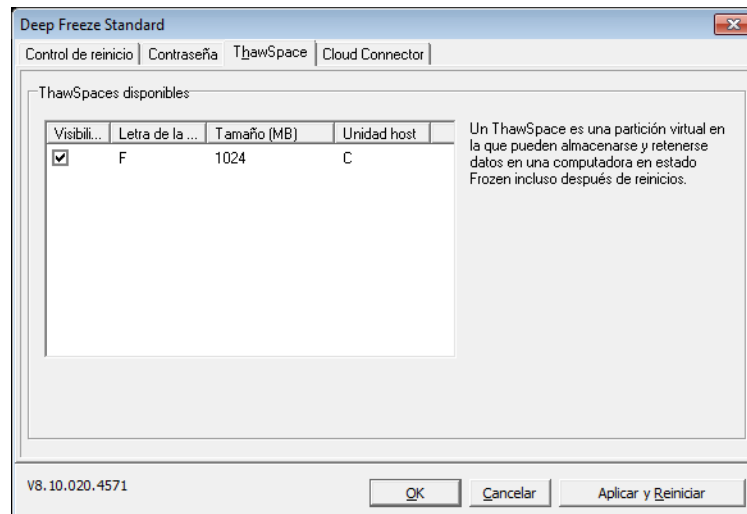 Deep Freeze Standard
Control de reinicio
Contraseña
ThawSpace
Cloud Connector
ThawSpaces disponibles
Visibili... Letra de la ... Tamaño (MB) Unidad host
F 1024 C
Un ThawSpace es una partición virtual en
la que pueden almacenarse y retenerse
datos en una computadora en estado
Frozen incluso después de reinicios.
V8.10.020.4571
OK
Cancelar
Aplicar y Reiniciar